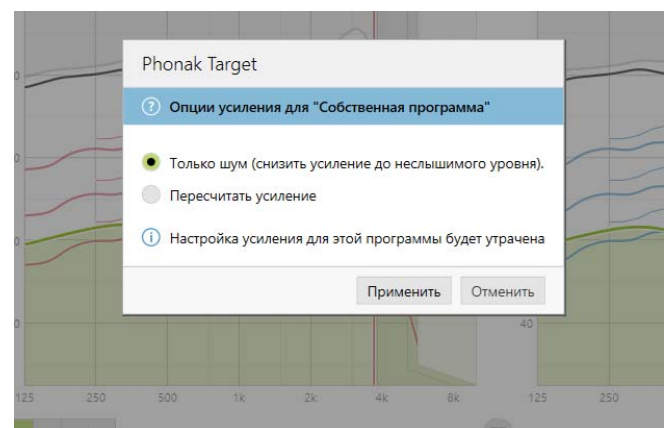 Phonak Target
Опции усиления для "Собственная программа"
Только шум (снизить усиление до неслышимого уровня).
Пересчитать усиление
Настройка усиления для этой программы будет утрачена
Применить Отменить
40
125 250 500 1k 2k 4k 8k 125 250